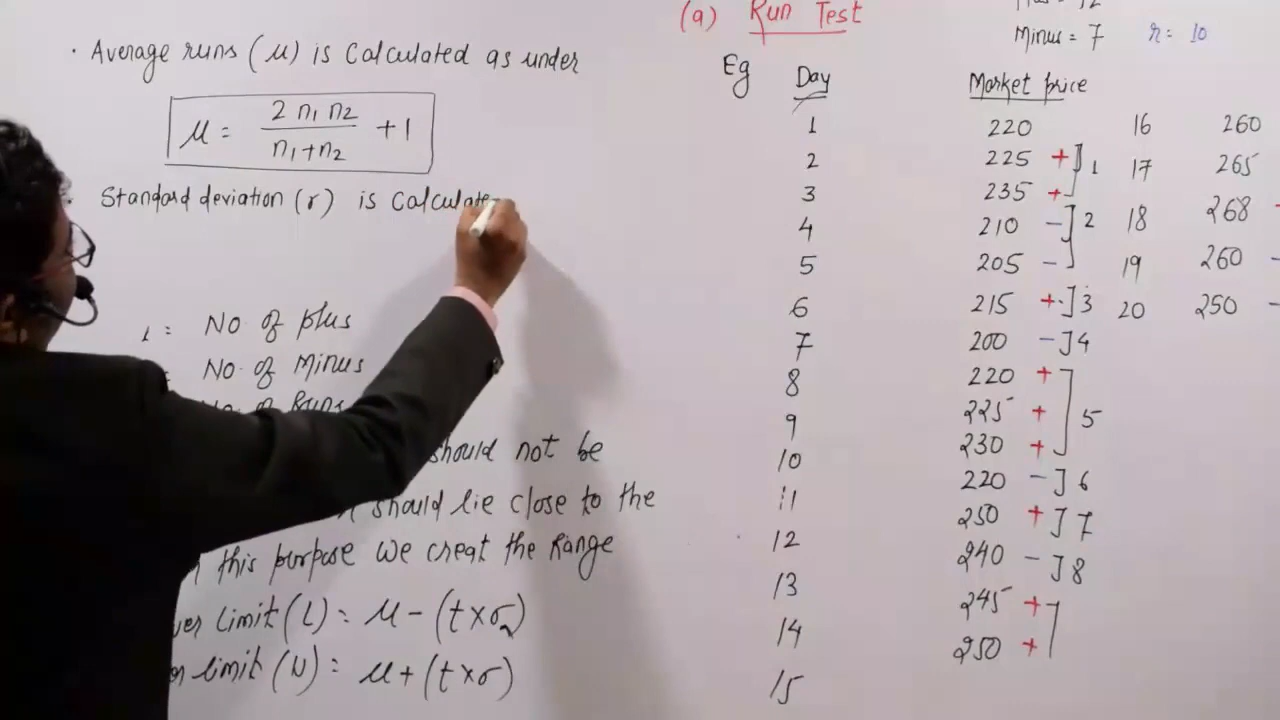 · Average runs (μ) is Calculated as under
μ = 2 n1 n2 / n1 + n2 + 1
Standard deviation (r) is Calculate
1 = No. of plus
= No. of Minus
No. of Runs
should not be
should lie close to the
this purpose we creat the Range
er limit (L) = μ - (t × σ)
limit (U) = μ + (t × σ)
(a) Run Test
Minus = 7 r = 10
Eg Day Market price
1 220 16 260
2 225 + ] 1 17 265
3 235 +
4 210 - ] 2 18 268 +
5 205 - 19 260 -
6 215 + ] 3 20 250 -
7 200 - ] 4
8 220 +
9 225 + ] 5
10 230 +
11 220 - ] 6
12 250 + ] 7
13 240 - ] 8
14 245 + ]
15 250 +